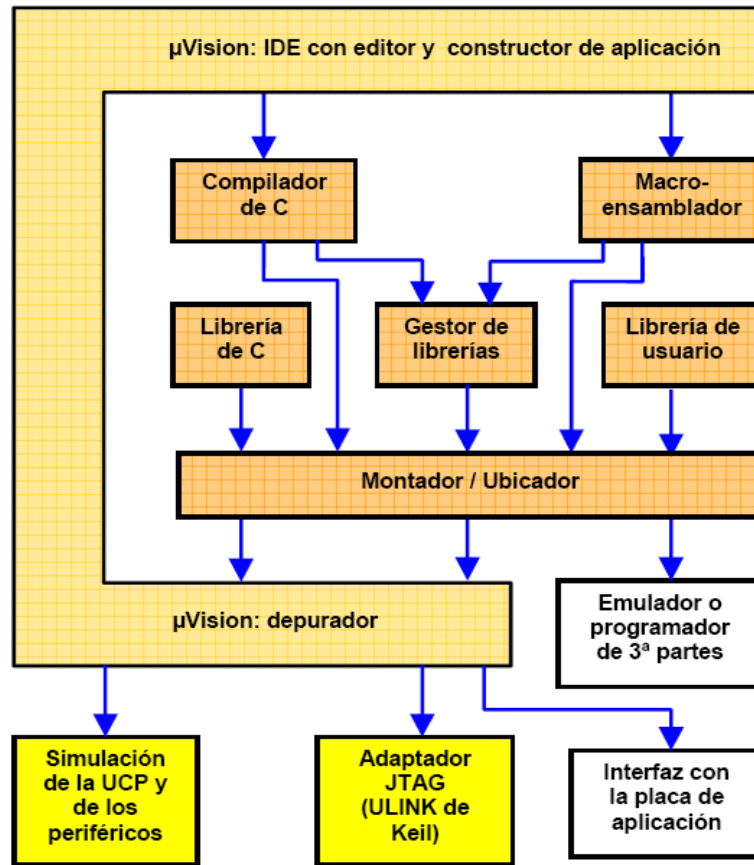 µVision: IDE con editor y constructor de aplicación
Compilador
de C
Macro-
ensamblador
Librería
de C
Gestor de
librerías
Librería de
usuario
Montador / Ubicador
µVision: depurador
Emulador o
programador
de 3ª partes
Simulación
de la UCP y
de los
periféricos
Adaptador
JTAG
(ULINK de
Keil)
Interfaz con
la placa de
aplicación